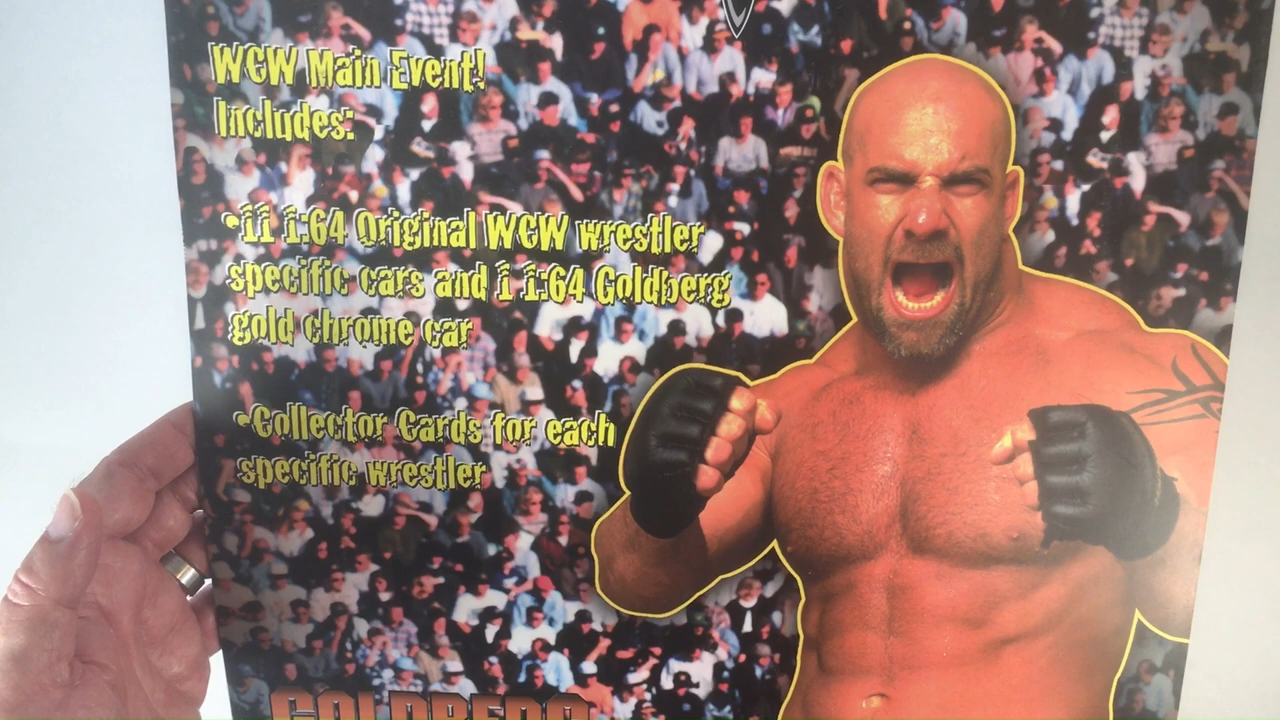 WCW Main Event!
Includes:
•11 1:64 Original WCW wrestler
specific cars and 1 1:64 Goldberg
gold chrome car
•Collector Cards for each
specific wrestler
GOLDBERG